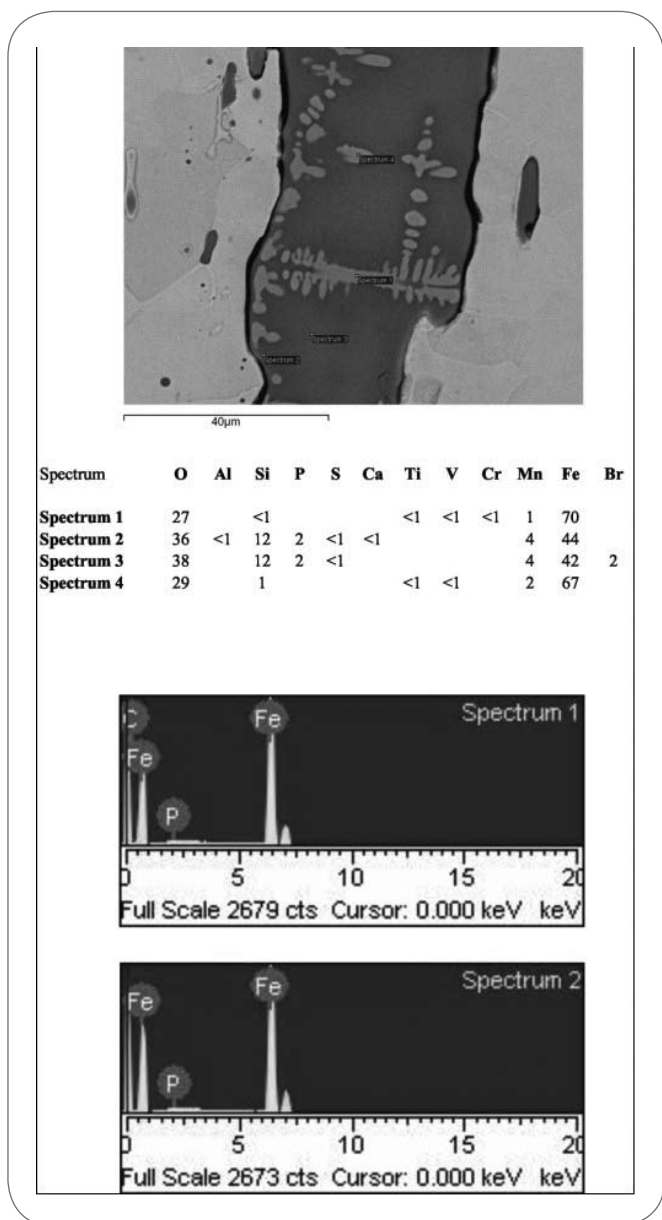 Spectrum 4
Spectrum 1
Spectrum 3
Spectrum 2
40µm
Spectrum O Al Si P S Ca Ti V Cr Mn Fe Br
Spectrum 1 27 <1 <1 <1 <1 1 70
Spectrum 2 36 <1 12 2 <1 <1 4 44
Spectrum 3 38 12 2 <1 4 42 2
Spectrum 4 29 1 <1 <1 2 67
C Fe Spectrum 1
Fe
P
0 5 10 15 20
Full Scale 2679 cts Cursor: 0.000 keV keV
Fe Fe Spectrum 2
P
0 5 10 15 20
Full Scale 2673 cts Cursor: 0.000 keV keV